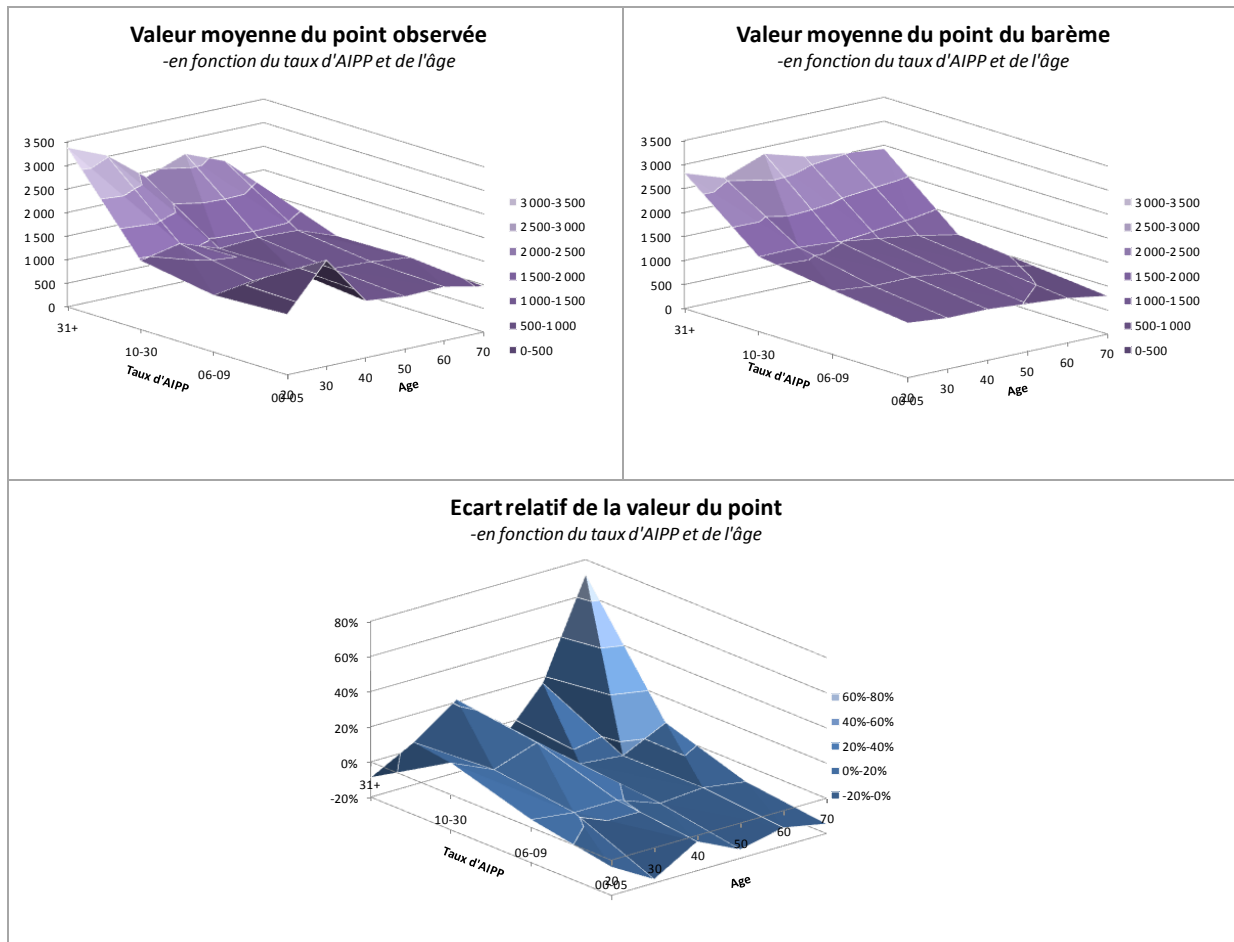 Valeur moyenne du point observée
-en fonction du taux d'AIPP et de l'âge
3 500
3 000
2 500
2 000
1 500
1 000
500
0
31+
10-30
06-09
00-05
Taux d'AIPP
20
30
40
50
60
70
Age
3 000-3 500
2 500-3 000
2 000-2 500
1 500-2 000
1 000-1 500
500-1 000
0-500
Valeur moyenne du point du barème
-en fonction du taux d'AIPP et de l'âge
3 500
3 000
2 500
2 000
1 500
1 000
500
0
31+
10-30
06-09
00-05
Taux d'AIPP
20
30
40
50
60
70
Age
3 000-3 500
2 500-3 000
2 000-2 500
1 500-2 000
1 000-1 500
500-1 000
0-500
Ecart relatif de la valeur du point
-en fonction du taux d'AIPP et de l'âge
80%
60%
40%
20%
0%
-20%
31+
10-30
06-09
00-05
Taux d'AIPP
20
30
40
50
60
70
Age
60%-80%
40%-60%
20%-40%
0%-20%
-20%-0%